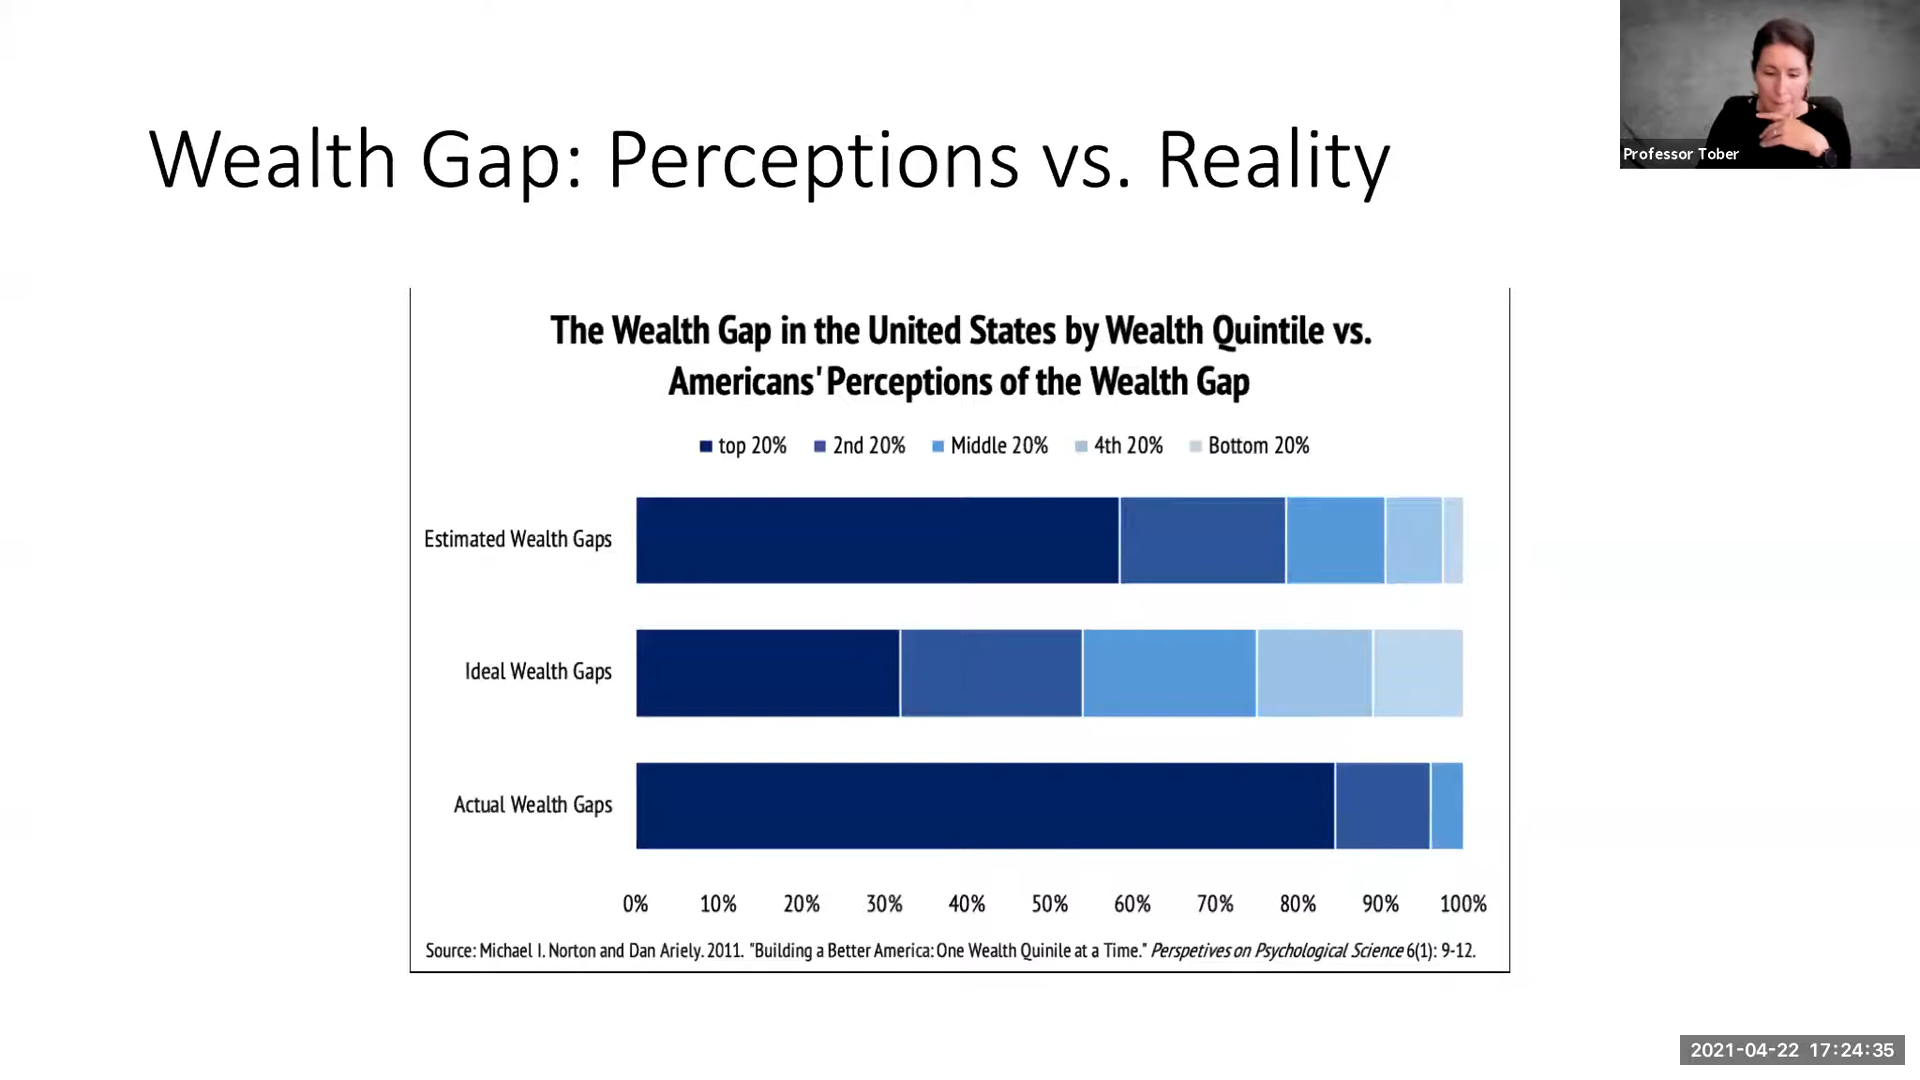 Wealth Gap: Perceptions vs. Reality
Professor Tober
The Wealth Gap in the United States by Wealth Quintile vs.
Americans' Perceptions of the Wealth Gap
top 20% 2nd 20% Middle 20% 4th 20% Bottom 20%
Estimated Wealth Gaps
Ideal Wealth Gaps
Actual Wealth Gaps
0% 10% 20% 30% 40% 50% 60% 70% 80% 90% 100%
Source: Michael I. Norton and Dan Ariely. 2011. "Building a Better America: One Wealth Quinile at a Time." Perspetives on Psychological Science 6(1): 9-12.
2021-04-22 17:24:35